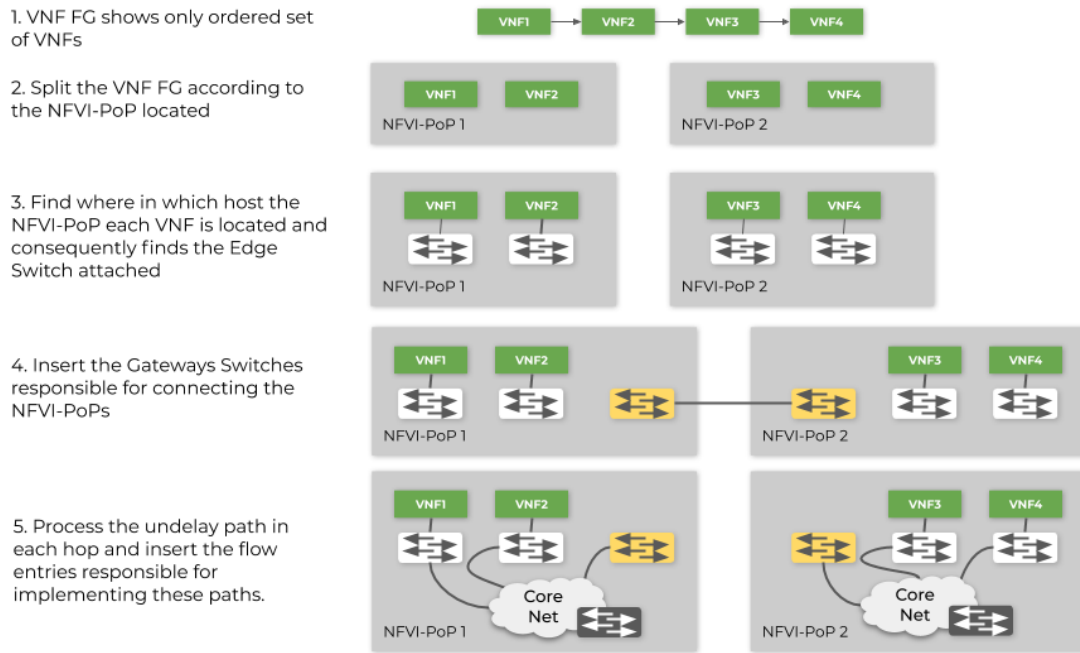 1. VNF FG shows only ordered set
of VNFs
VNF1
VNF2
VNF3
VNF4
2. Split the VNF FG according to
the NFVI-PoP located
VNF1
VNF2
NFVI-PoP 1
VNF3
VNF4
NFVI-PoP 2
3. Find where in which host the
NFVI-PoP each VNF is located and
consequently finds the Edge
Switch attached
VNF1
VNF2
NFVI-PoP 1
VNF3
VNF4
NFVI-PoP 2
4. Insert the Gateways Switches
responsible for connecting the
NFVI-PoPs
VNF1
VNF2
NFVI-PoP 1
VNF3
VNF4
NFVI-PoP 2
5. Process the undelay path in
each hop and insert the flow
entries responsible for
implementing these paths.
VNF1
VNF2
Core
Net
NFVI-PoP 1
VNF3
VNF4
Core
Net
NFVI-PoP 2